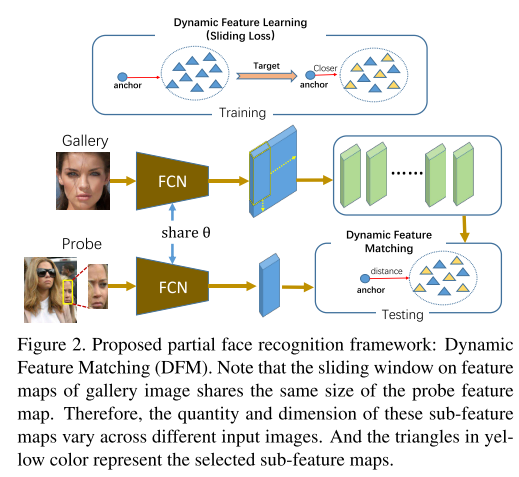 Dynamic Feature Learning
(Sliding Loss)
anchor
Target
Closer
anchor
Training
Gallery
FCN
share θ
Probe
FCN
Dynamic Feature
Matching
distance
anchor
Testing
Figure 2. Proposed partial face recognition framework: Dynamic
Feature Matching (DFM). Note that the sliding window on feature
maps of gallery image shares the same size of the probe feature
map. Therefore, the quantity and dimension of these sub-feature
maps vary across different input images. And the triangles in yel-
low color represent the selected sub-feature maps.